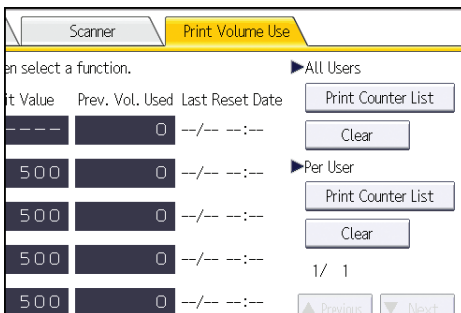 Scanner Print Volume Use
en select a function. ▶All Users
it Value Prev. Vol. Used Last Reset Date Print Counter List
---- 0 --/-- --:-- Clear
▶Per User
500 0 --/-- --:-- Print Counter List
500 0 --/-- --:-- Clear
500 0 --/-- --:-- 1/ 1
500 0 --/-- --:-- ▲ Previous ▼ Next